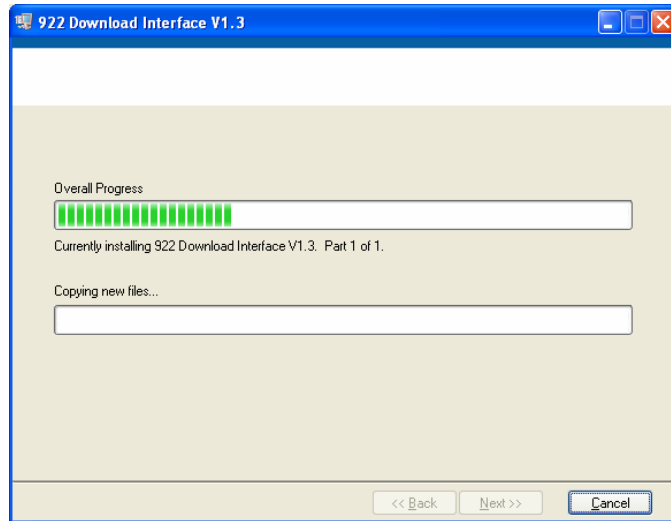 922 Download Interface V1.3
Overall Progress
Currently installing 922 Download Interface V1.3. Part 1 of 1.
Copying new files...
<< Back Next >> Cancel